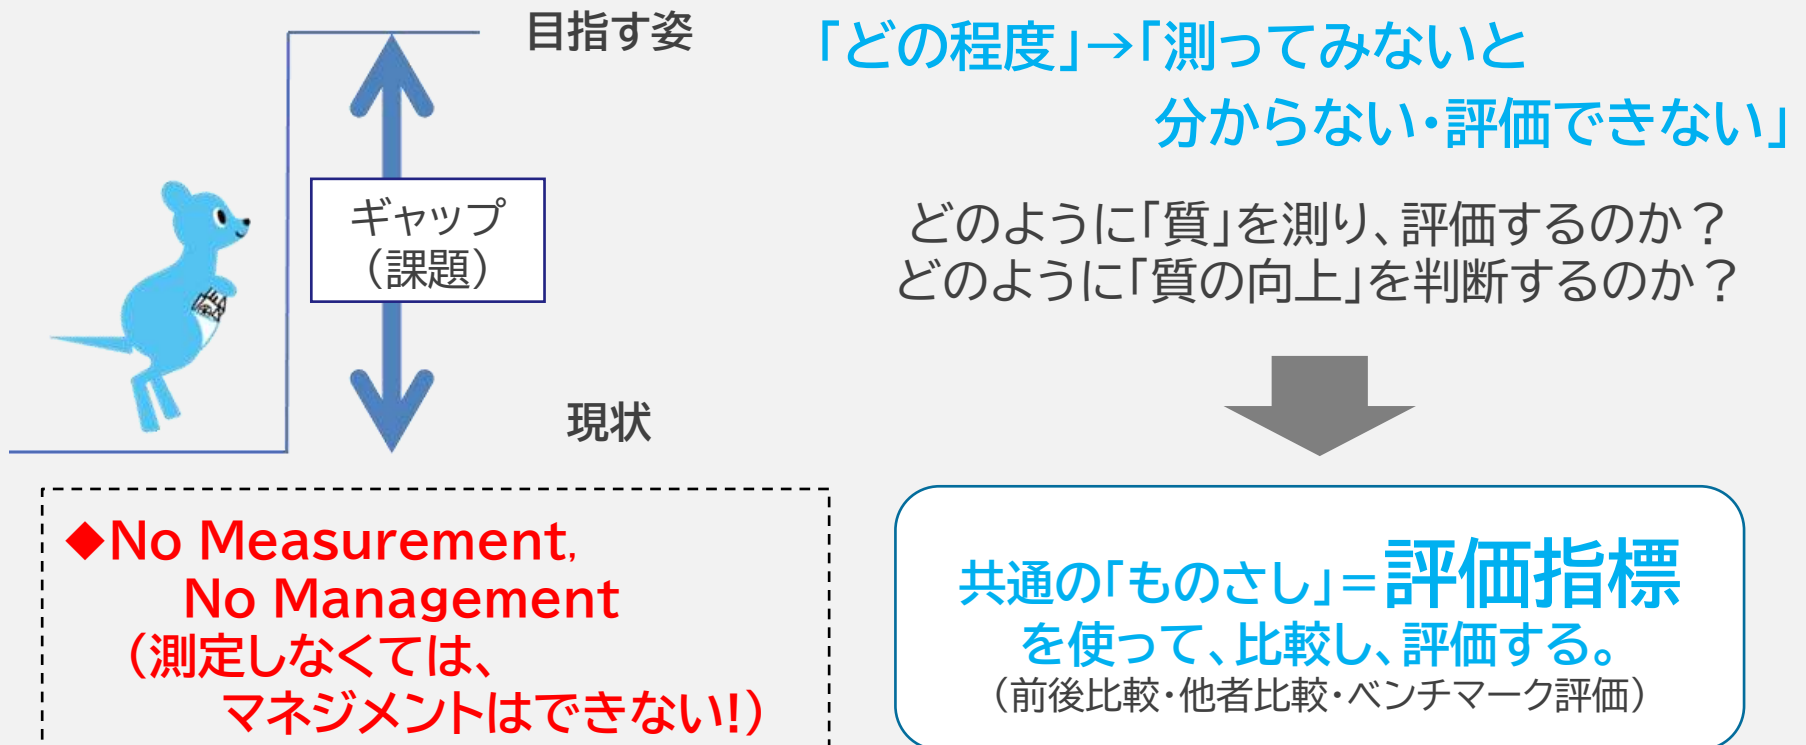 目指す姿
ギャップ
（課題）
現状
◆No Measurement,
No Management
（測定しなくては、
マネジメントはできない!）
「どの程度」→「測ってみないと
分からない・評価できない」
どのように「質」を測り、評価するのか？
どのように「質の向上」を判断するのか？
共通の「ものさし」=評価指標
を使って、比較し、評価する。
（前後比較・他者比較・ベンチマーク評価）